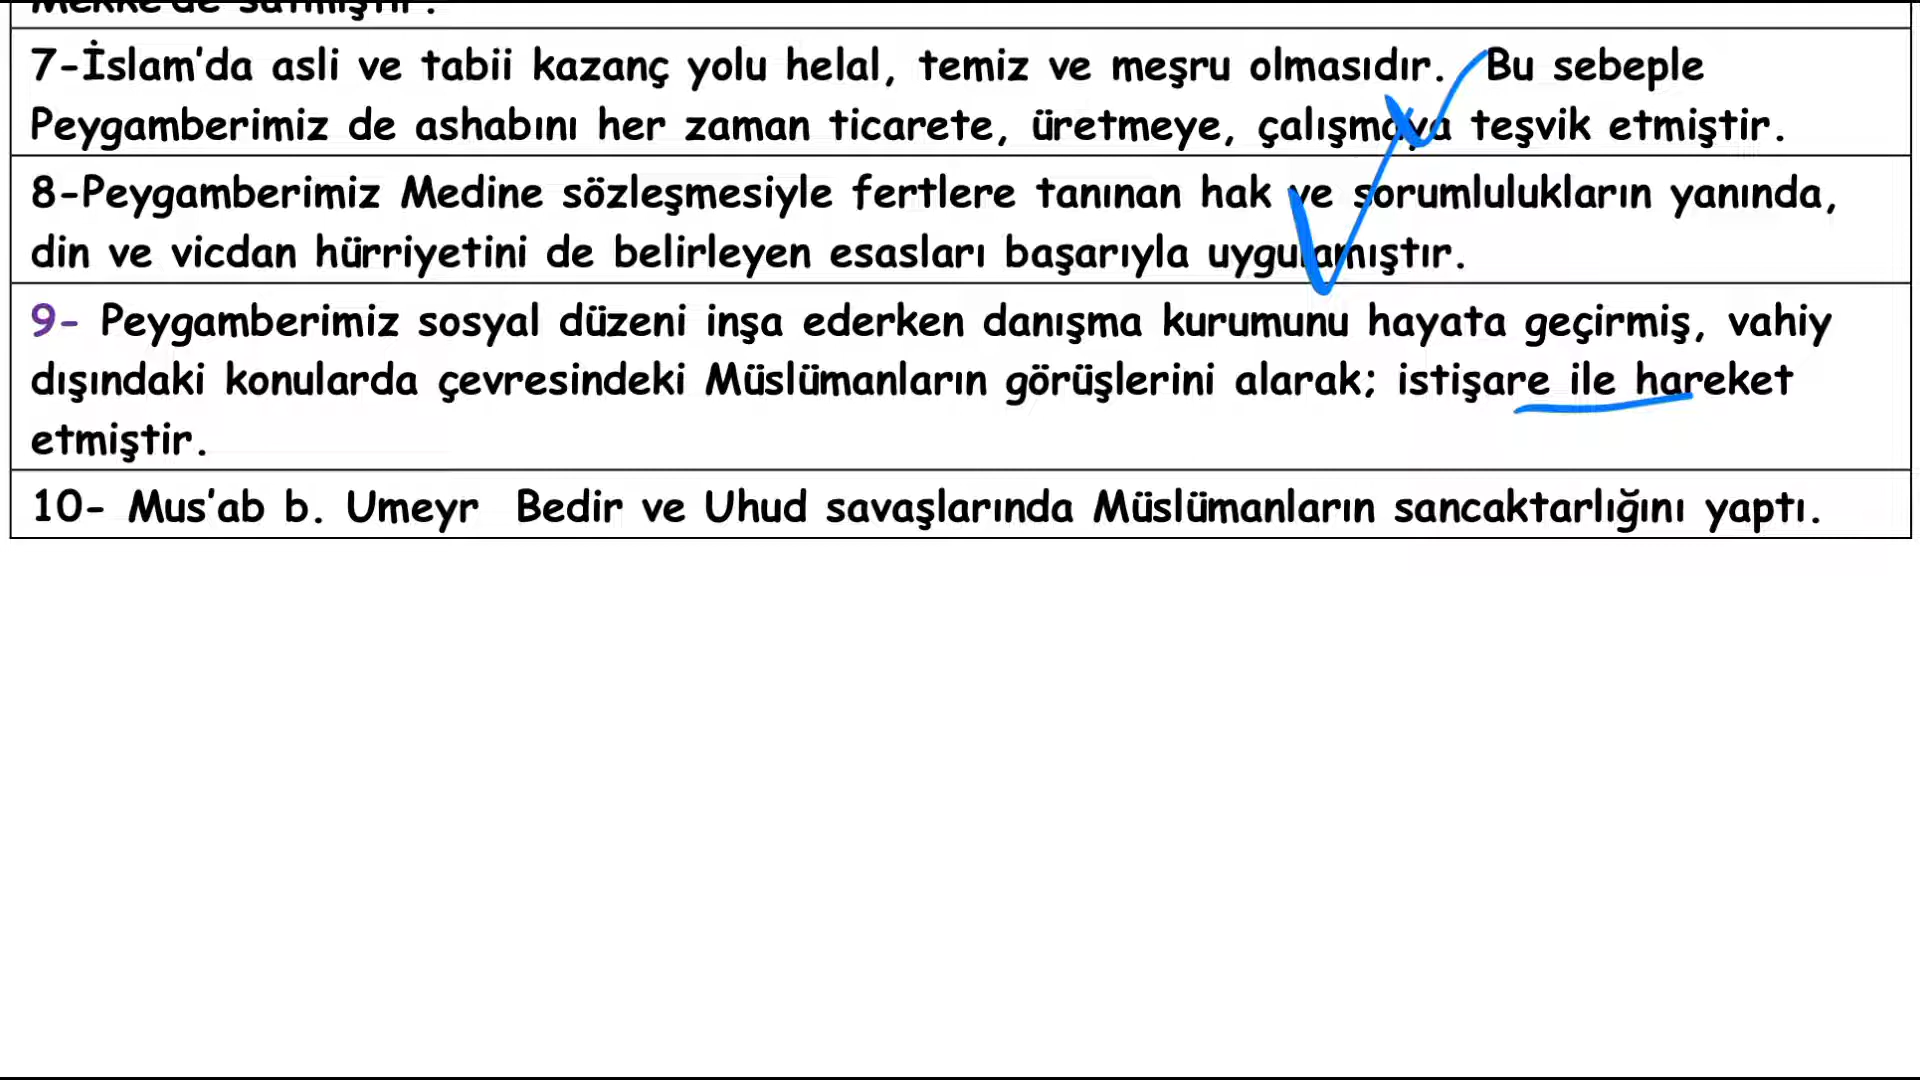 Mekke'de satmıştır.
7-İslam'da asli ve tabii kazanç yolu helal, temiz ve meşru olmasıdır. Bu sebeple
Peygamberimiz de ashabını her zaman ticarete, üretmeye, çalışmaya teşvik etmiştir.
8-Peygamberimiz Medine sözleşmesiyle fertlere tanınan hak ve sorumlulukların yanında,
din ve vicdan hürriyetini de belirleyen esasları başarıyla uygulamıştır.
9- Peygamberimiz sosyal düzeni inşa ederken danışma kurumunu hayata geçirmiş, vahiy
dışındaki konularda çevresindeki Müslümanların görüşlerini alarak; istişare ile hareket
etmiştir.
10- Mus'ab b. Umeyr Bedir ve Uhud savaşlarında Müslümanların sancaktarlığını yaptı.